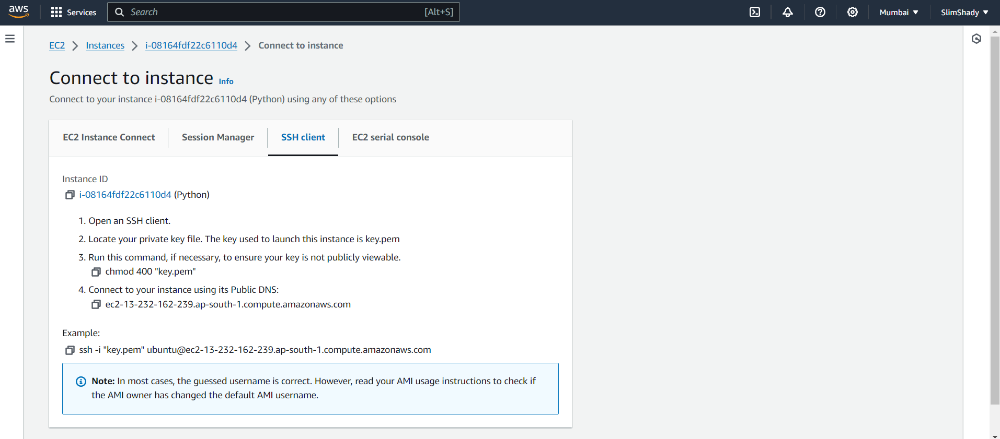 aws
Services
Search
[Alt+S]
Mumbai
SlimShady
EC2 > Instances > i-08164fdf22c6110d4 > Connect to instance
Connect to instance Info
Connect to your instance i-08164fdf22c6110d4 (Python) using any of these options
EC2 Instance Connect
Session Manager
SSH client
EC2 serial console
Instance ID
i-08164fdf22c6110d4 (Python)
1. Open an SSH client.
2. Locate your private key file. The key used to launch this instance is key.pem
3. Run this command, if necessary, to ensure your key is not publicly viewable.
chmod 400 "key.pem"
4. Connect to your instance using its Public DNS:
ec2-13-232-162-239.ap-south-1.compute.amazonaws.com
Example:
ssh -i "key.pem" ubuntu@ec2-13-232-162-239.ap-south-1.compute.amazonaws.com
Note: In most cases, the guessed username is correct. However, read your AMI usage instructions to check if
the AMI owner has changed the default AMI username.